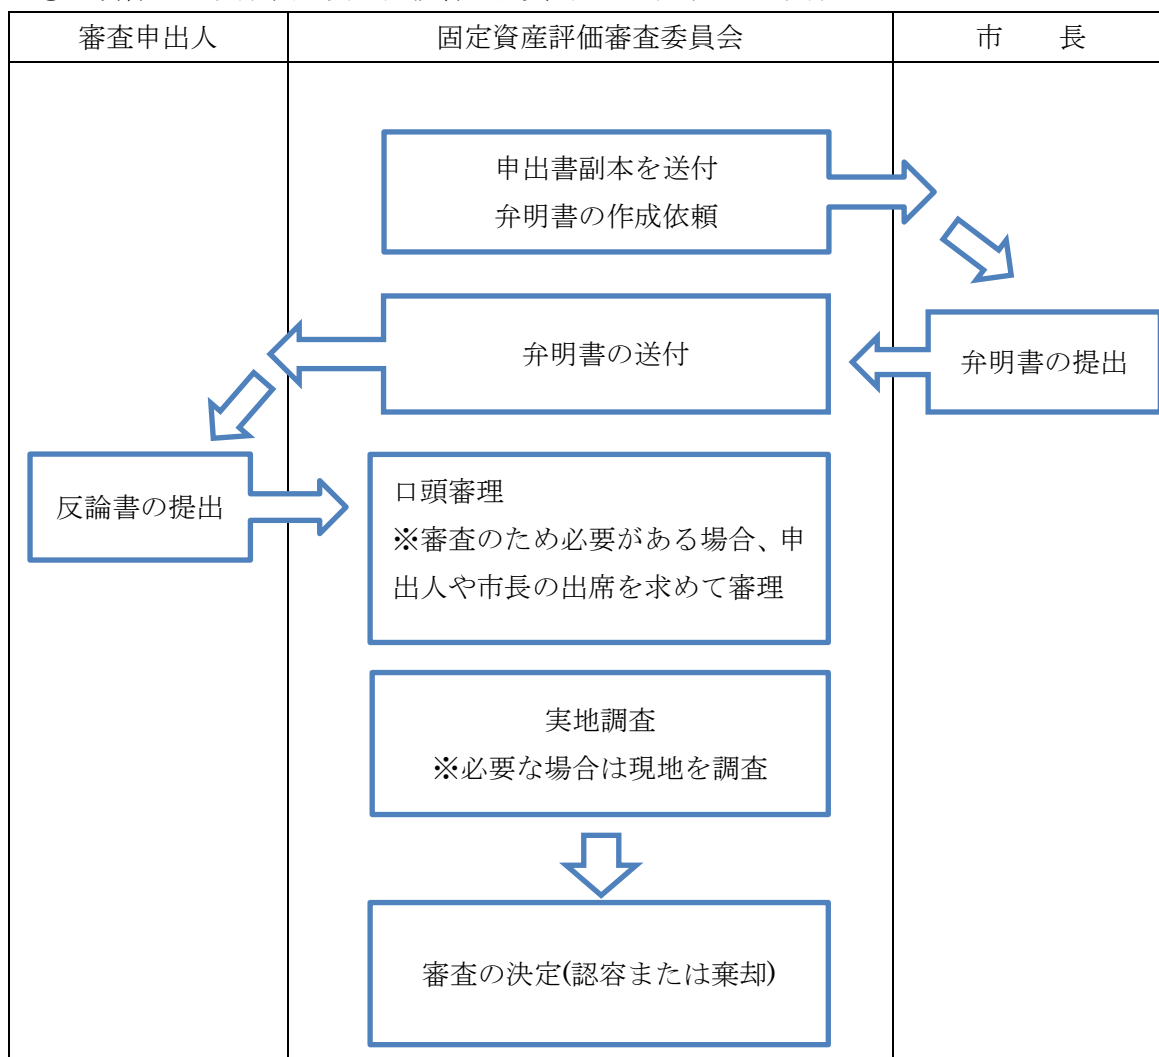 審査申出人
固定資産評価審査委員会
市　　長
申出書副本を送付
弁明書の作成依頼
弁明書の送付
弁明書の提出
反論書の提出
口頭審理
※審査のため必要がある場合、申
出人や市長の出席を求めて審理
実地調査
※必要な場合は現地を調査
審査の決定(認容または棄却)